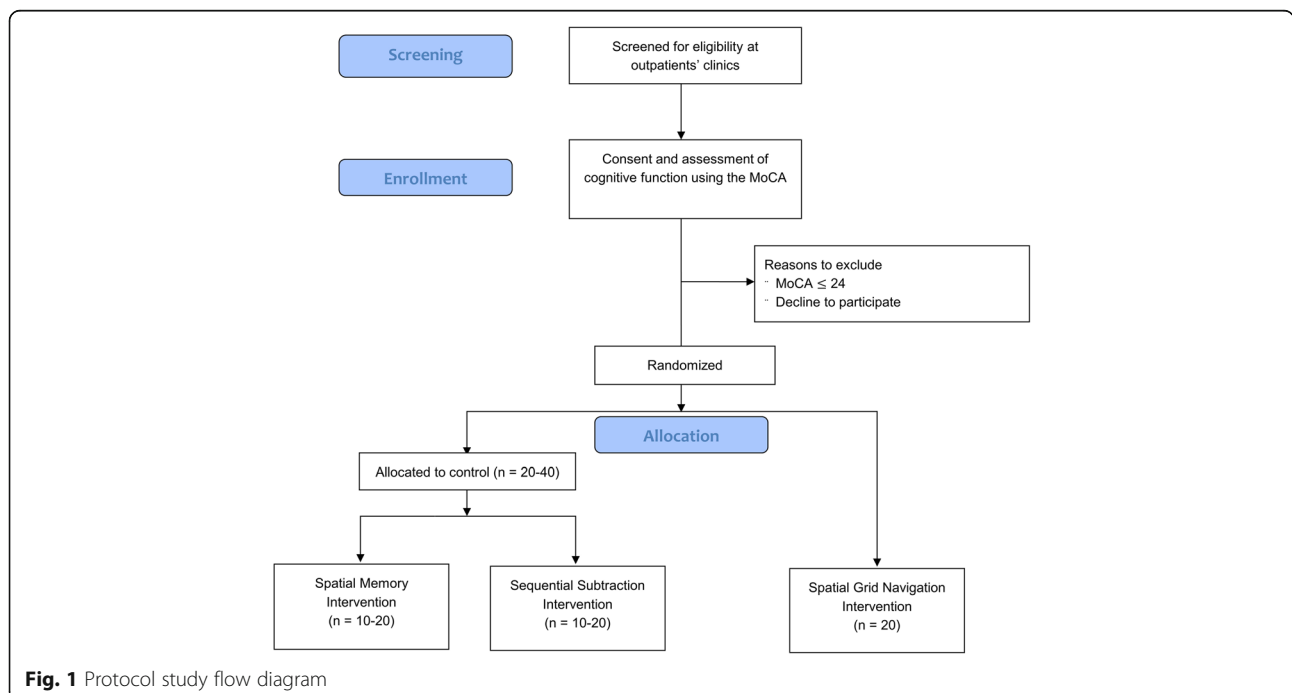 Screening
Screened for eligibility at
outpatients’ clinics
Enrollment
Consent and assessment of
cognitive function using the MoCA
Reasons to exclude
¨ MoCA ≤ 24
¨ Decline to participate
Randomized
Allocation
Allocated to control (n = 20-40)
Spatial Memory
Intervention
(n = 10-20)
Sequential Subtraction
Intervention
(n = 10-20)
Spatial Grid Navigation
Intervention
(n = 20)
Fig. 1 Protocol study flow diagram